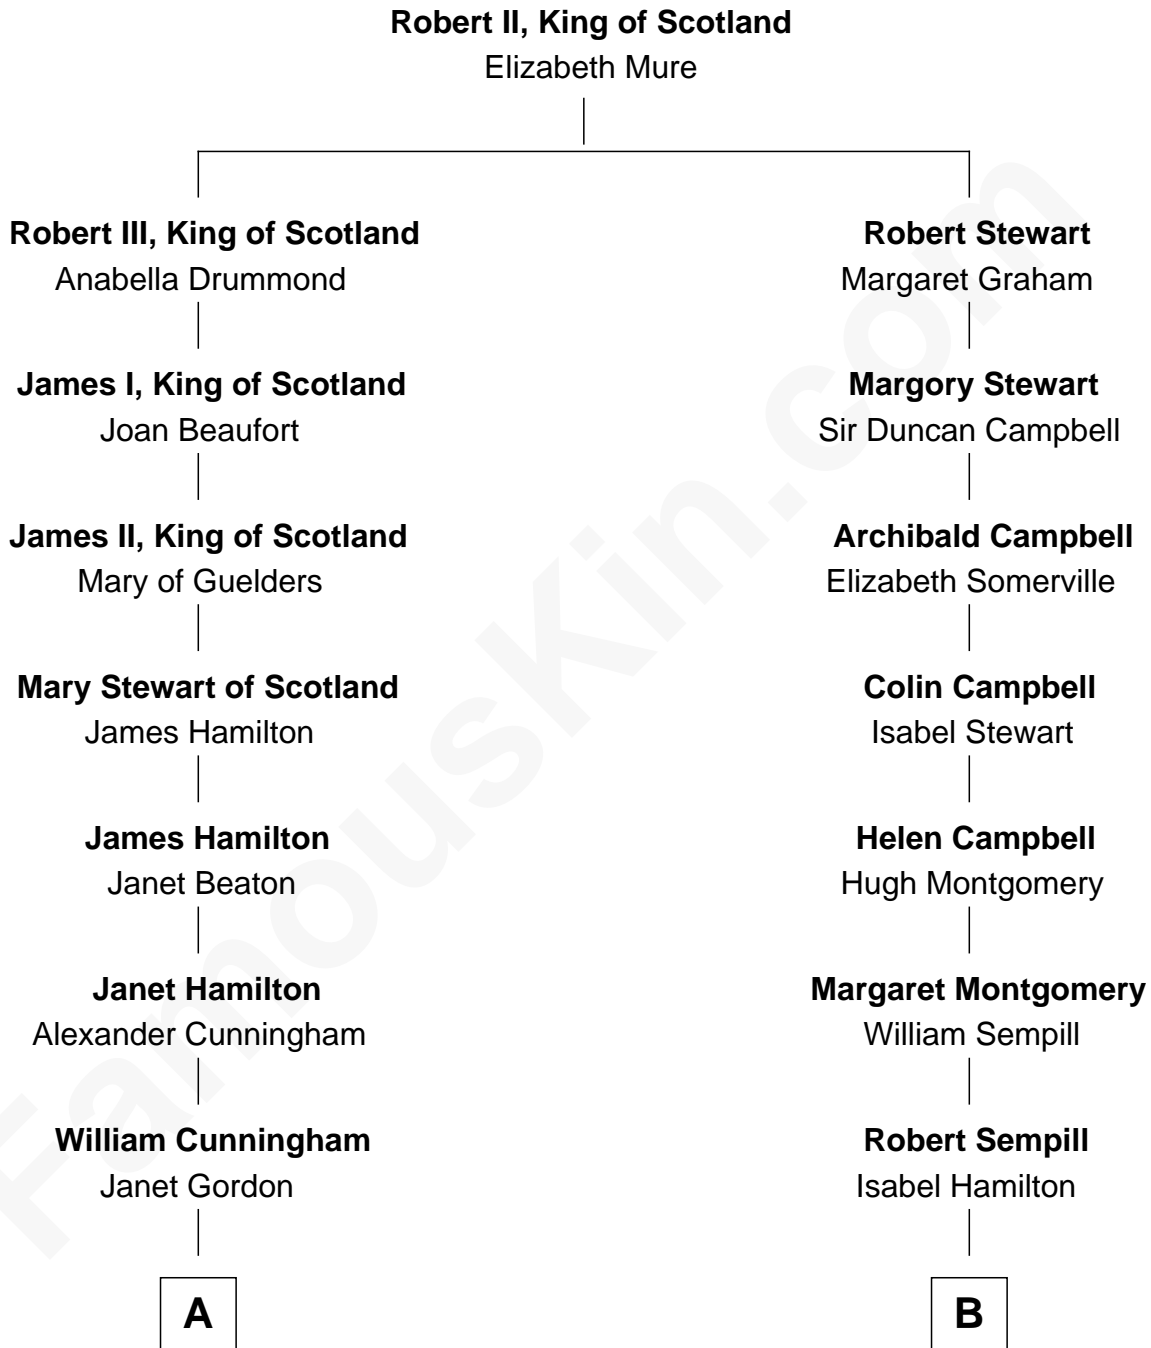 Robert II, King of Scotland
Elizabeth Mure
Robert III, King of Scotland
Anabella Drummond
James I, King of Scotland
Joan Beaufort
James II, King of Scotland
Mary of Guelders
Mary Stewart of Scotland
James Hamilton
James Hamilton
Janet Beaton
Janet Hamilton
Alexander Cunningham
William Cunningham
Janet Gordon
A
Robert Stewart
Margaret Graham
Margory Stewart
Sir Duncan Campbell
Archibald Campbell
Elizabeth Somerville
Colin Campbell
Isabel Stewart
Helen Campbell
Hugh Montgomery
Margaret Montgomery
William Sempill
Robert Sempill
Isabel Hamilton
B
FamousKin.com